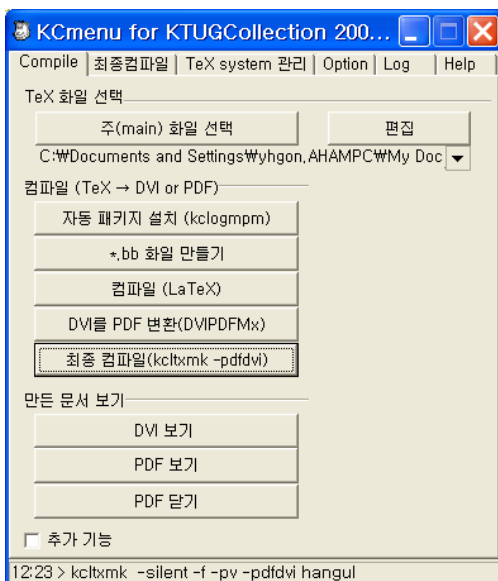 KCmenu for KTUGCollection 200...
Compile 최종컴파일 TeX system 관리 Option Log Help
TeX 화일 선택
주(main) 화일 선택 편집
C:₩Documents and Settings₩yhgon,AHAMPC₩My Doc
컴파일 (TeX → DVI or PDF)
자동 패키지 설치 (kclogmpm)
*,bb 화일 만들기
컴파일 (LaTeX)
DVI를 PDF 변환(DVIPDFMx)
최종 컴파일(kcltxmk -pdfdvi)
만든 문서 보기
DVI 보기
PDF 보기
PDF 닫기
추가 기능
12:23 > kcltxmk -silent -f -pv -pdfdvi hangul